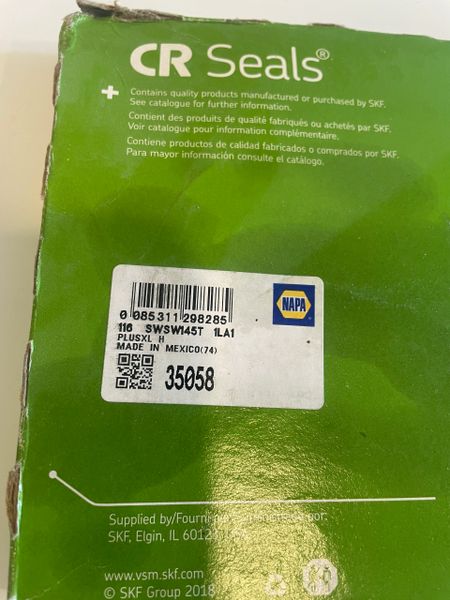 CR Seals®
Contains quality products manufactured or purchased by SKF.
See catalogue for further information.
Contient des produits de qualité fabriqués ou achetés par SKF.
Voir catalogue pour information complémentaire.
Contiene productos de calidad fabricados o comprados por SKF.
Para mayor información consulte el catálogo.
NAPA
0 085311 298285
116 SWSW145T 1LA1
PLUSXL H
MADE IN MEXICO(74)
35058
Supplied by/Fourni por:
SKF, Elgin, IL
www.vsm.skf.com
© SKF Group 2018